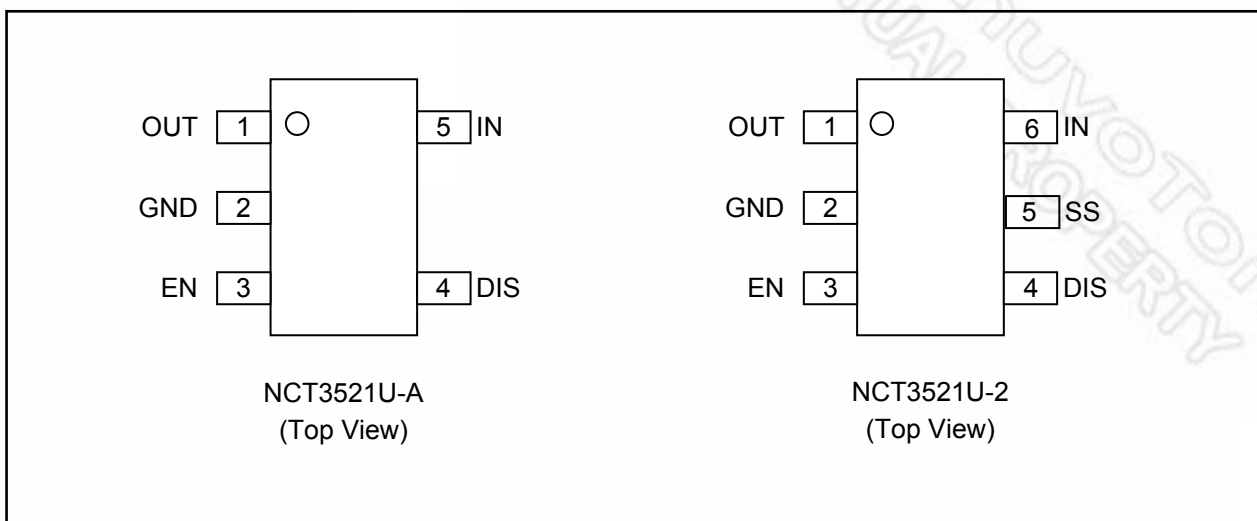 OUT 1 5 IN
GND 2
EN 3 4 DIS
NCT3521U-A
(Top View)
OUT 1 6 IN
GND 2 5 SS
EN 3 4 DIS
NCT3521U-2
(Top View)